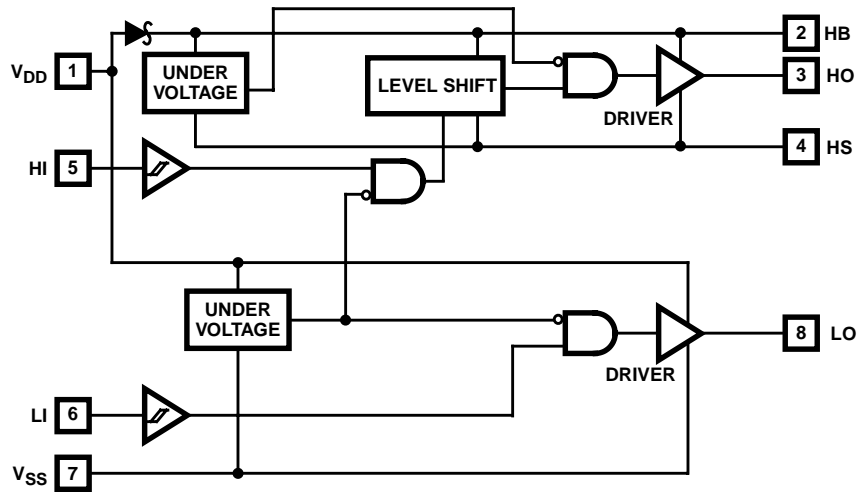 2 HB
V_DD 1
UNDER
VOLTAGE
LEVEL SHIFT
3 HO
DRIVER
4 HS
HI 5
UNDER
VOLTAGE
8 LO
DRIVER
LI 6
V_SS 7